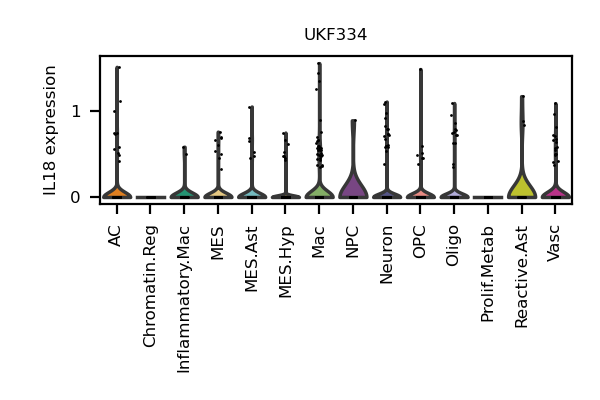 UKF334
IL18 expression
1
0
AC
Chromatin.Reg
Inflammatory.Mac
MES
MES.Ast
MES.Hyp
Mac
NPC
Neuron
OPC
Oligo
Prolif.Metab
Reactive.Ast
Vasc